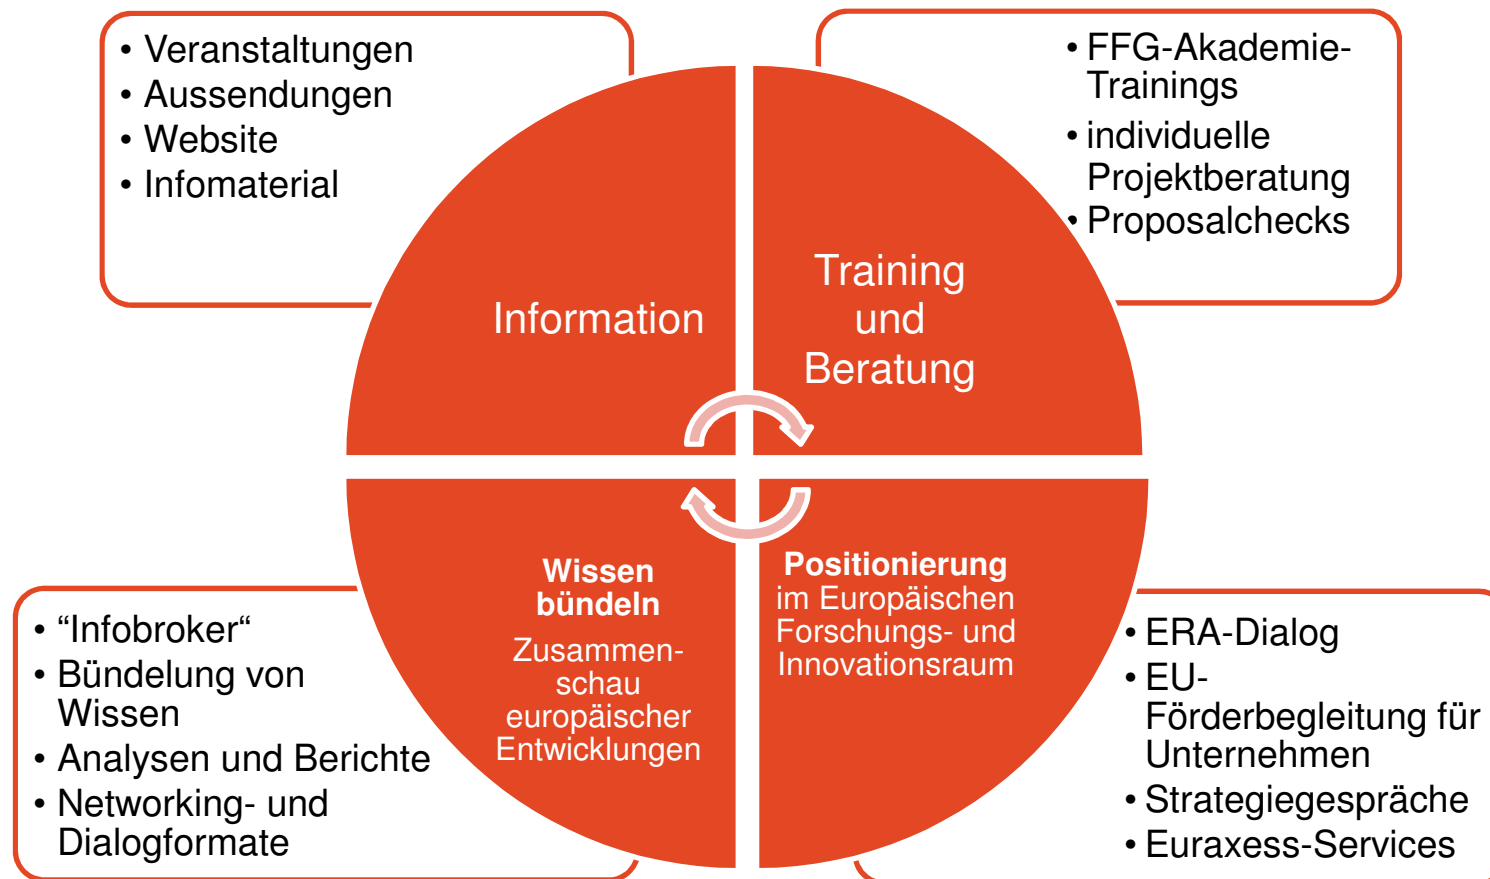 • Veranstaltungen
• Aussendungen
• Website
• Infomaterial
• FFG-Akademie-
Trainings
• individuelle
Projektberatung
• Proposalchecks
Information
Training
und
Beratung
Wissen
bündeln
Zusammen-
schau
europäischer
Entwicklungen
Positionierung
im Europäischen
Forschungs- und
Innovationsraum
• “Infobroker“
• Bündelung von
Wissen
• Analysen und Berichte
• Networking- und
Dialogformate
• ERA-Dialog
• EU-
Förderbegleitung für
Unternehmen
• Strategiegespräche
• Euraxess-Services